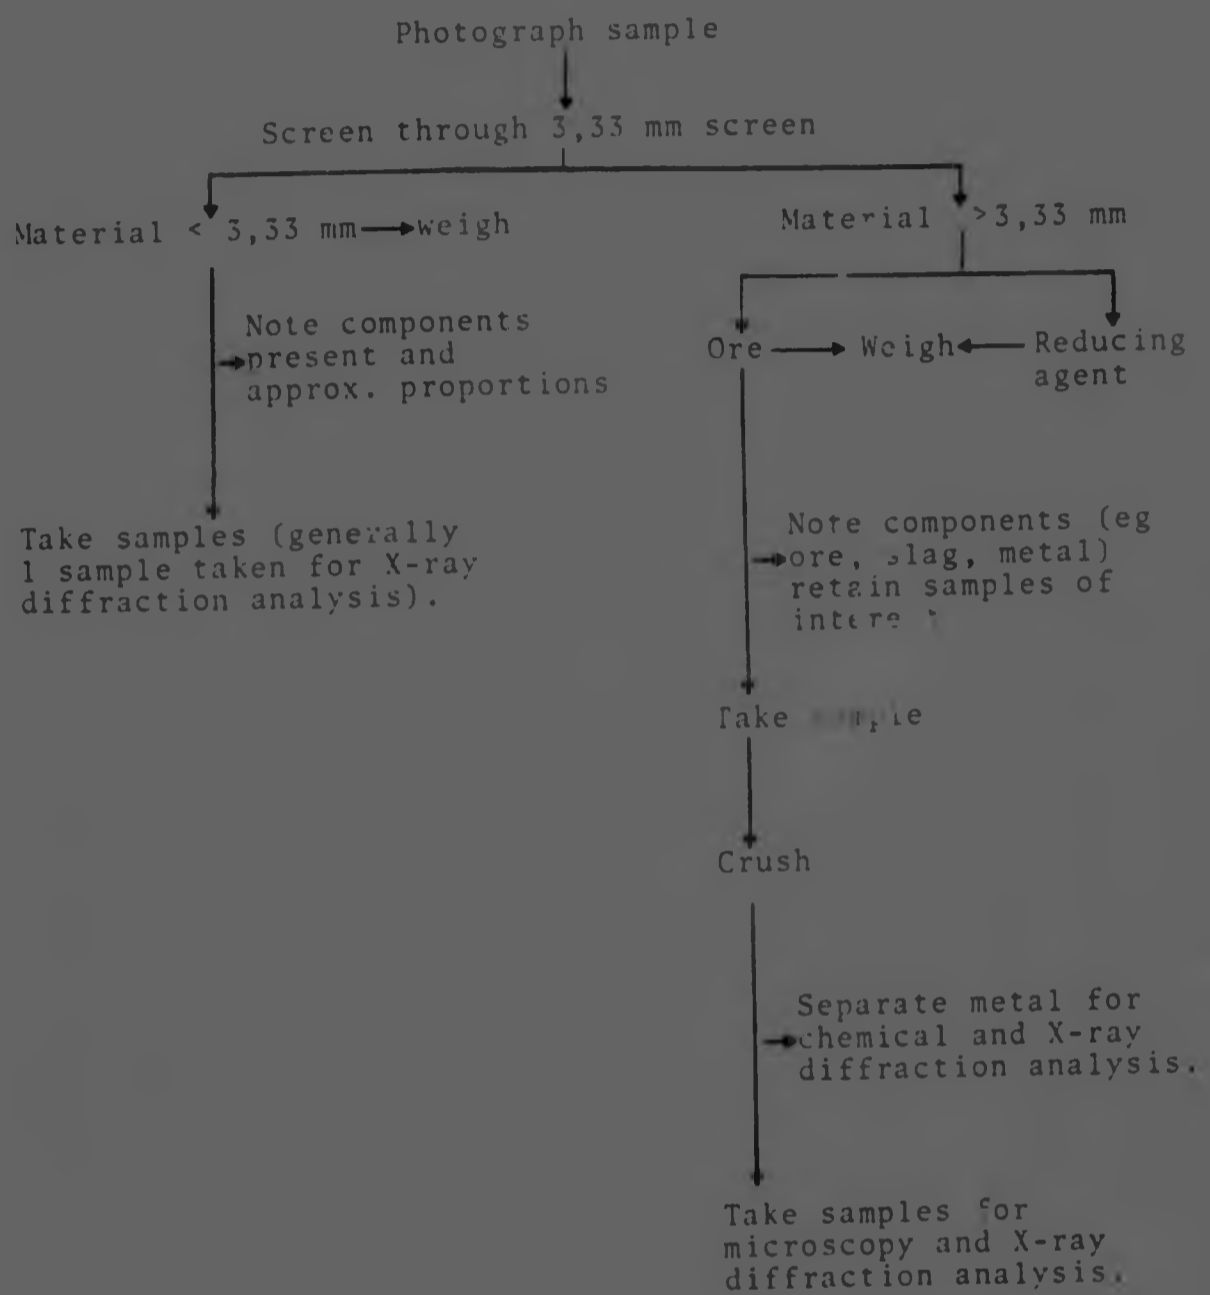 Photograph sample
Screen through 3,33 mm screen
Material < 3,33 mm
weigh
Note components
present and
approx. proportions
Take samples (generally
1 sample taken for X-ray
diffraction analysis).
Material >3,33 mm
Ore
Weigh
Reducing
agent
Note components (eg
ore, slag, metal)
retain samples of
Take
Crush
Separate metal for
chemical and X-ray
diffraction analysis.
Take samples for
microscopy and X-ray
diffraction analysis.